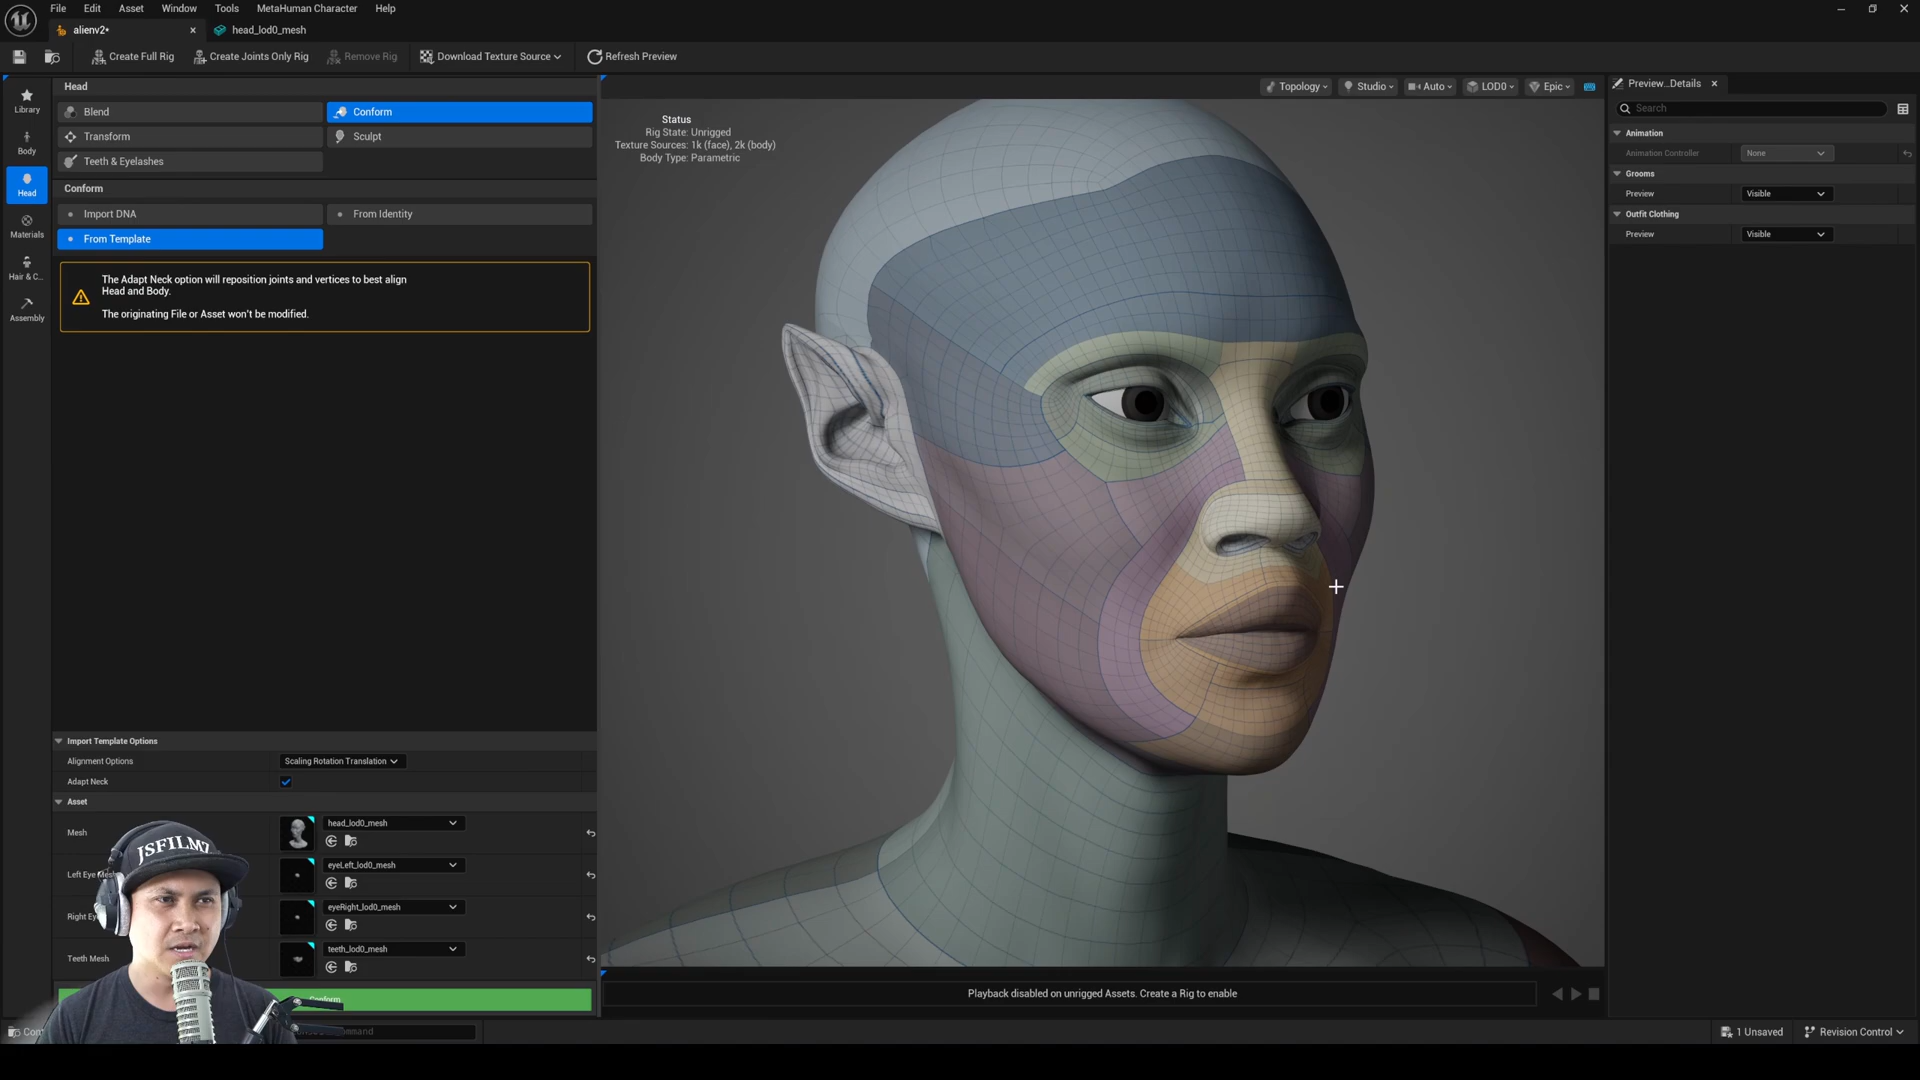 File Edit Asset Window Tools MetaHuman Character Help
alienv2•
head_lod0_mesh
Create Full Rig
Create Joints Only Rig
Remove Rig
Download Texture Source
Refresh Preview
Library
Body
Head
Materials
Hair & C...
Assembly
Head
Blend
Conform
Transform
Sculpt
Teeth & Eyelashes
Conform
Import DNA
From Identity
From Template
The Adapt Neck option will reposition joints and vertices to best align
Head and Body.
The originating File or Asset won't be modified.
Import Template Options
Alignment Options
Scaling Rotation Translation
Adapt Neck
Asset
Mesh
head_lod0_mesh
Left Eye
eyeLeft_lod0_mesh
Right
eyeRight_lod0_mesh
Teeth Mesh
teeth_lod0_mesh
JSFILMZ
Conform
Topology
Studio
Auto
LOD0
Epic
Status
Rig State: Unrigged
Texture Sources: 1k (face), 2k (body)
Body Type: Parametric
Playback disabled on unrigged Assets. Create a Rig to enable
Preview...Details
Search
Animation
Animation Controller
None
Grooms
Preview
Visible
Outfit Clothing
Preview
Visible
1 Unsaved
Revision Control